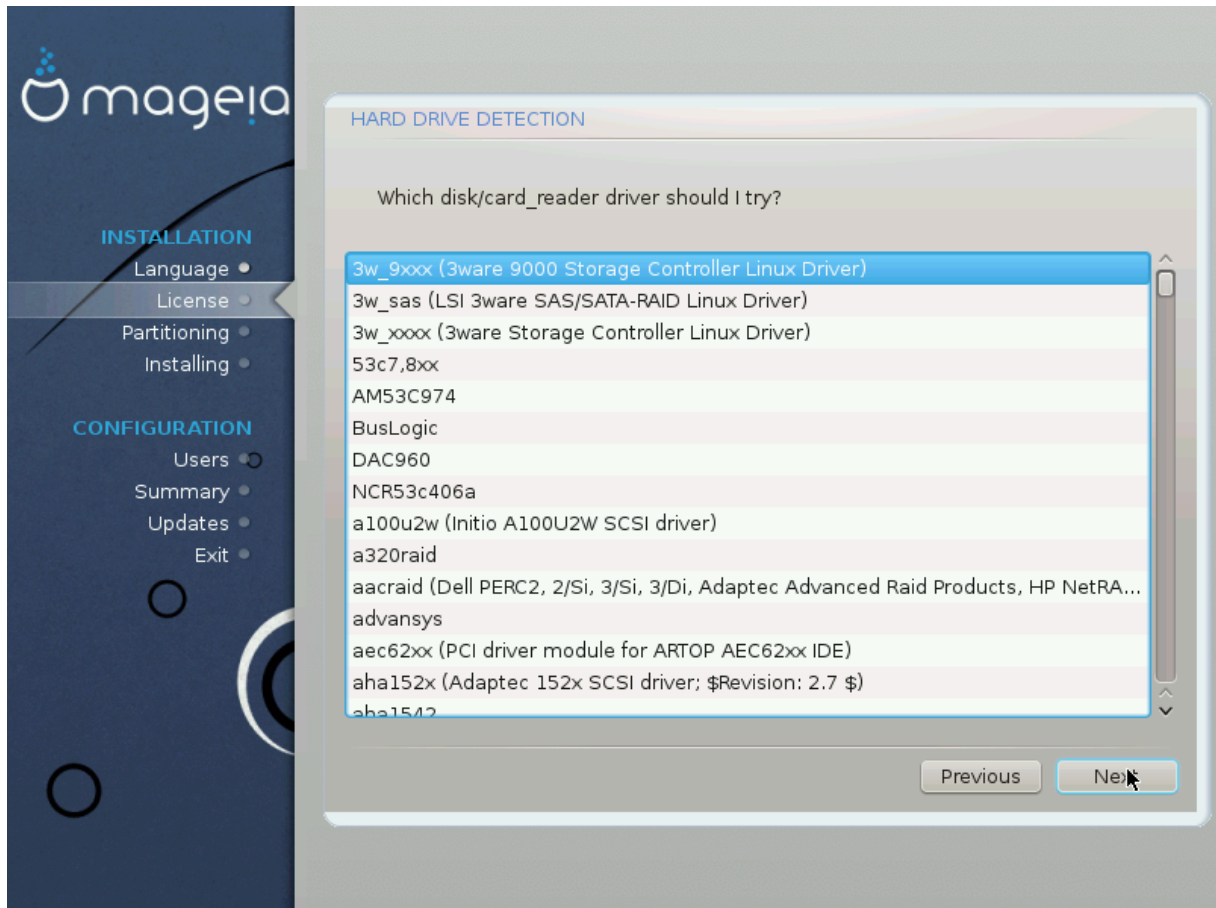 mageia
INSTALLATION
Language
License
Partitioning
Installing
CONFIGURATION
Users
Summary
Updates
Exit
HARD DRIVE DETECTION
Which disk/card_reader driver should I try?
3w_9xxx (3ware 9000 Storage Controller Linux Driver)
3w_sas (LSI 3ware SAS/SATA-RAID Linux Driver)
3w_xxxx (3ware Storage Controller Linux Driver)
53c7,8xx
AM53C974
BusLogic
DAC960
NCR53c406a
a100u2w (Initio A100U2W SCSI driver)
a320raid
aacraid (Dell PERC2, 2/Si, 3/Si, 3/Di, Adaptec Advanced Raid Products, HP NetRA...
advansys
aec62xx (PCI driver module for ARTOP AEC62xx IDE)
aha152x (Adaptec 152x SCSI driver; $Revision: 2.7 $)
aha1542
Previous
Next